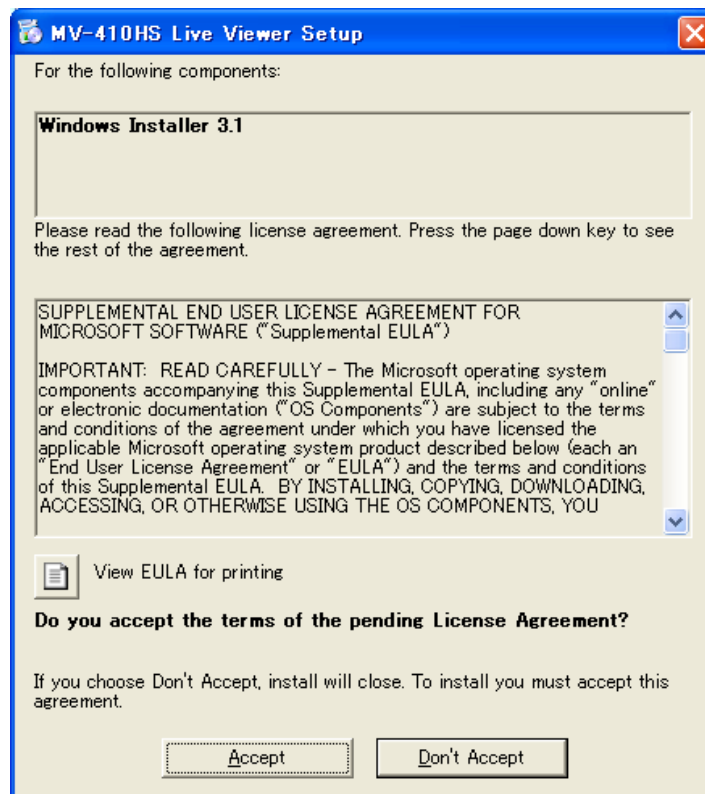 MV-410HS Live Viewer Setup
For the following components:
Windows Installer 3.1
Please read the following license agreement. Press the page down key to see
the rest of the agreement.
SUPPLEMENTAL END USER LICENSE AGREEMENT FOR
MICROSOFT SOFTWARE ("Supplemental EULA")
IMPORTANT:  READ CAREFULLY - The Microsoft operating system
components accompanying this Supplemental EULA, including any "online"
or electronic documentation ("OS Components") are subject to the terms
and conditions of the agreement under which you have licensed the
applicable Microsoft operating system product described below (each an
"End User License Agreement" or "EULA") and the terms and conditions
of this Supplemental EULA.  BY INSTALLING, COPYING, DOWNLOADING,
ACCESSING, OR OTHERWISE USING THE OS COMPONENTS, YOU
View EULA for printing
Do you accept the terms of the pending License Agreement?
If you choose Don't Accept, install will close. To install you must accept this
agreement.
Accept
Don't Accept